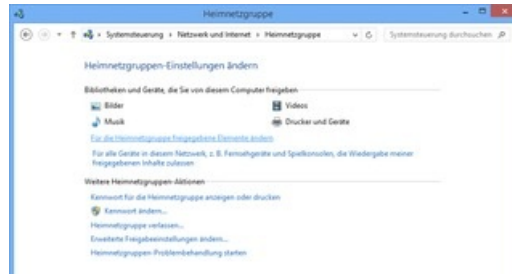 Heimnetzgruppe
Systemsteuerung Netzwerk und Internet Heimnetzgruppe
Systemsteuerung durchsuchen
Heimnetzgruppen-Einstellungen ändern
Bibliotheken und Geräte, die Sie von diesem Computer freigeben
Bilder Videos
Musik Drucker und Geräte
Für die Heimnetzgruppe freigegebene Elemente ändern
Für alle Geräte in diesem Netzwerk, z. B. Fernsehgeräte und Spielkonsolen, die Wiedergabe meiner
freigegebenen Inhalte zulassen
Weitere Heimnetzgruppen-Aktionen
Kennwort für die Heimnetzgruppe anzeigen oder drucken
Kennwort ändern...
Heimnetzgruppe verlassen...
Erweiterte Freigabeeinstellungen ändern...
Heimnetzgruppen-Problembehandlung starten